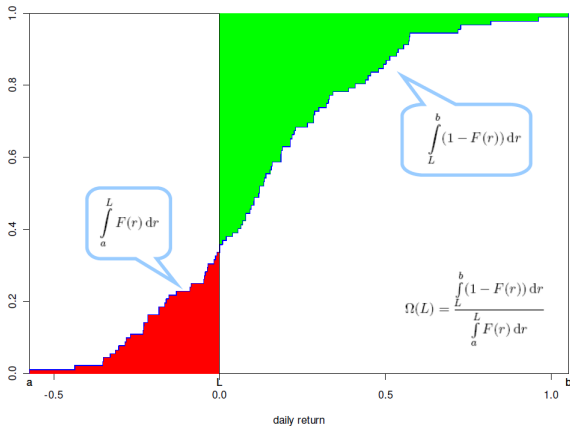 1.0
0.8
0.6
0.4
0.2
0.0
∫_a^L F(r) dr
∫_L^b (1 − F(r)) dr
Ω(L) = ∫_L^b (1 − F(r)) dr / ∫_a^L F(r) dr
a L b
-0.5 0.0 0.5 1.0
daily return